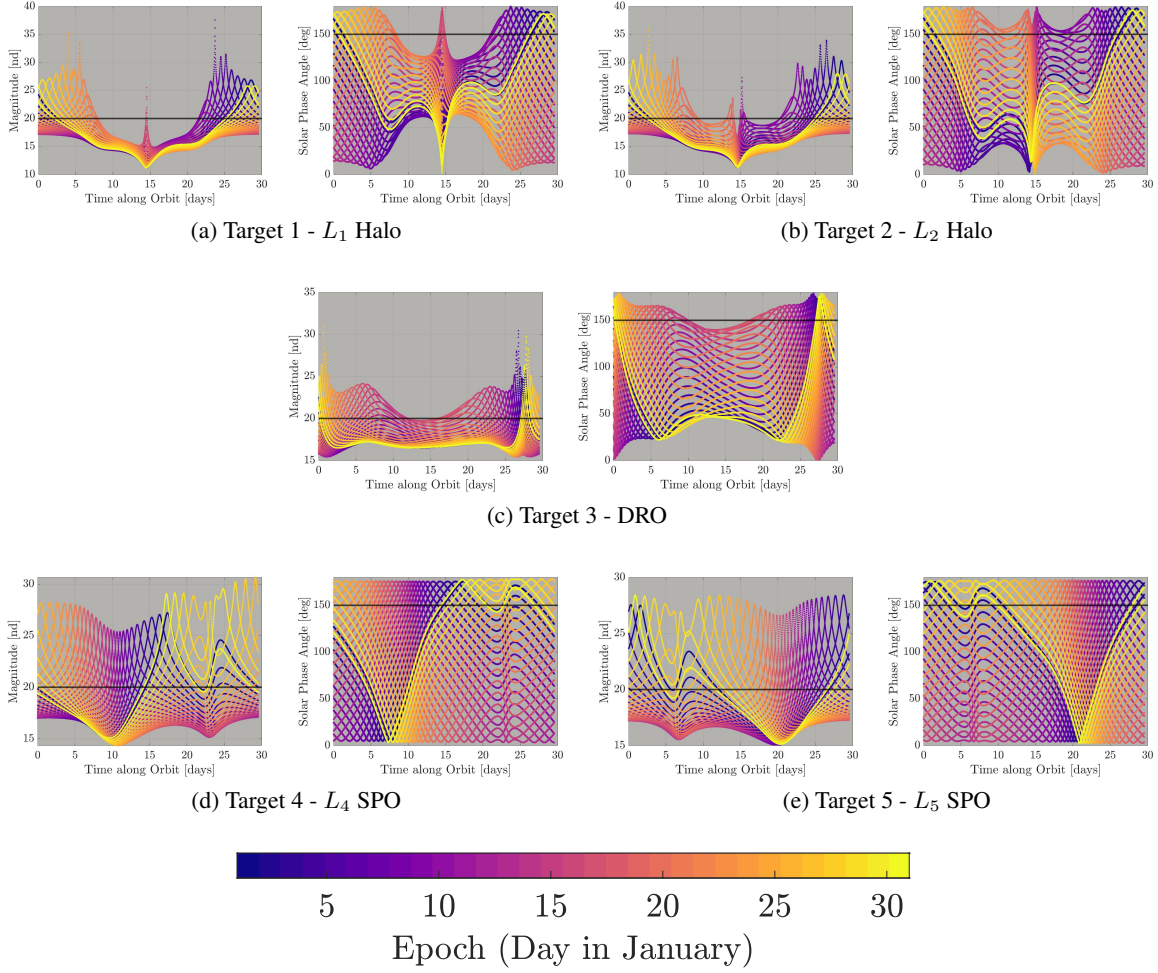 40
35
30
25
20
15
10
Magnitude [nd]
0 5 10 15 20 25 30
Time along Orbit [days]
150
100
50
0
Solar Phase Angle [deg]
0 5 10 15 20 25 30
Time along Orbit [days]
(a) Target 1 - L₁ Halo
40
35
30
25
20
15
10
Magnitude [nd]
0 5 10 15 20 25 30
Time along Orbit [days]
150
100
50
0
Solar Phase Angle [deg]
0 5 10 15 20 25 30
Time along Orbit [days]
(b) Target 2 - L₂ Halo
35
30
25
20
15
Magnitude [nd]
0 5 10 15 20 25 30
Time along Orbit [days]
150
100
50
0
Solar Phase Angle [deg]
0 5 10 15 20 25 30
Time along Orbit [days]
(c) Target 3 - DRO
30
25
20
15
Magnitude [nd]
0 5 10 15 20 25 30
Time along Orbit [days]
150
100
50
0
Solar Phase Angle [deg]
0 5 10 15 20 25 30
Time along Orbit [days]
(d) Target 4 - L₄ SPO
30
25
20
15
Magnitude [nd]
0 5 10 15 20 25 30
Time along Orbit [days]
150
100
50
0
Solar Phase Angle [deg]
0 5 10 15 20 25 30
Time along Orbit [days]
(e) Target 5 - L₅ SPO
5 10 15 20 25 30
Epoch (Day in January)